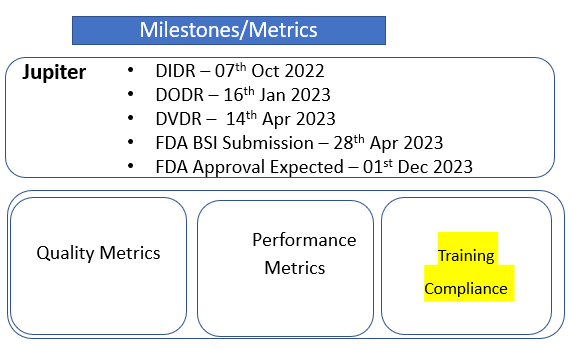 Milestones/Metrics
Jupiter
• DIDR – 07th Oct 2022
• DODR – 16th Jan 2023
• DVDR – 14th Apr 2023
• FDA BSI Submission – 28th Apr 2023
• FDA Approval Expected – 01st Dec 2023
Quality Metrics
Performance
Metrics
Training
Compliance